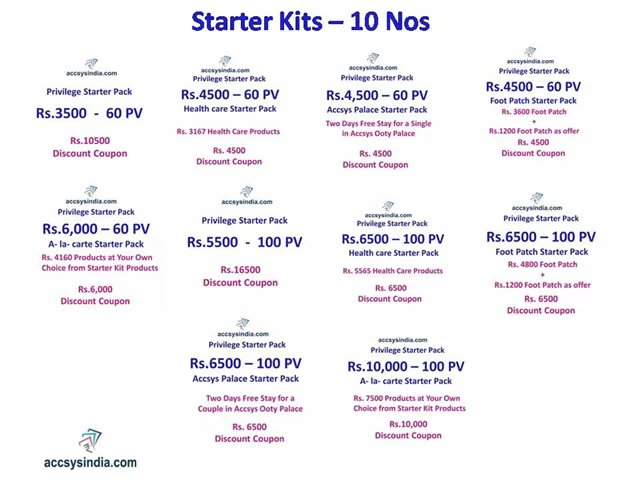 Starter Kits – 10 Nos
accsysindia.com
Privilege Starter Pack
Rs.3500 - 60 PV
Rs.10500
Discount Coupon
accsysindia.com
Privilege Starter Pack
Rs.4500 – 60 PV
Health care Starter Pack
Rs. 3167 Health Care Products
Rs. 4500
Discount Coupon
accsysindia.com
Privilege Starter Pack
Rs.4,500 – 60 PV
Accsys Palace Starter Pack
Two Days Free Stay for a Single
in Accsys Ooty Palace
Rs. 4500
Discount Coupon
accsysindia.com
Privilege Starter Pack
Rs.4500 – 60 PV
Foot Patch Starter Pack
Rs. 3600 Foot Patch
+
Rs.1200 Foot Patch as offer
Rs. 4500
Discount Coupon
accsysindia.com
Privilege Starter Pack
Rs.6,000 – 60 PV
A- la- carte Starter Pack
Rs. 4160 Products at Your Own
Choice from Starter Kit Products
Rs.6,000
Discount Coupon
accsysindia.com
Privilege Starter Pack
Rs.5500 - 100 PV
Rs.16500
Discount Coupon
accsysindia.com
Privilege Starter Pack
Rs.6500 – 100 PV
Health care Starter Pack
Rs. 5565 Health Care Products
Rs. 6500
Discount Coupon
accsysindia.com
Privilege Starter Pack
Rs.6500 – 100 PV
Foot Patch Starter Pack
Rs. 4800 Foot Patch
+
Rs.1200 Foot Patch as offer
Rs. 6500
Discount Coupon
accsysindia.com
Privilege Starter Pack
Rs.6500 – 100 PV
Accsys Palace Starter Pack
Two Days Free Stay for a
Couple in Accsys Ooty Palace
Rs. 6500
Discount Coupon
accsysindia.com
Privilege Starter Pack
Rs.10,000 – 100 PV
A- la- carte Starter Pack
Rs. 7500 Products at Your Own
Choice from Starter Kit Products
Rs.10,000
Discount Coupon
accsysindia.com